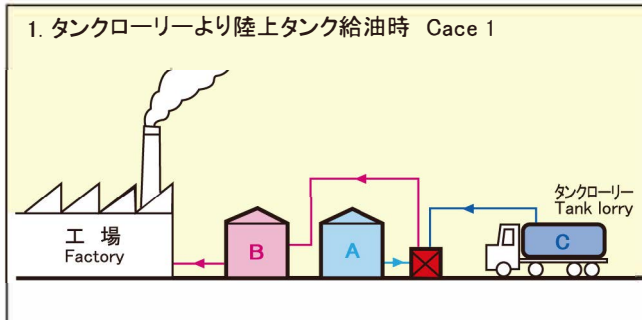 1. タンクローリーより陸上タンク給油時 Cace 1
タンクローリー
Tank lorry
工 場
Factory
B
A
C